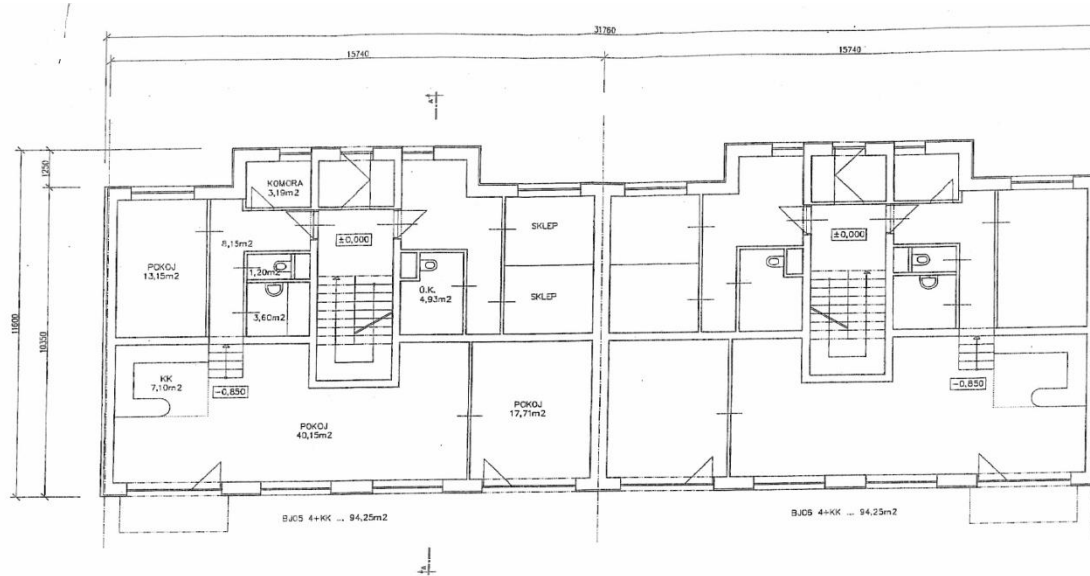 31760
15740
15740
A
1250
11600
10350
KOMORA
3,19m2
8,15m2
±0,000
SKLEP
±0,000
POKOJ
13,15m2
1,20m2
O.K.
4,93m2
SKLEP
3,60m2
KK
7,10m2
-0,850
-0,850
POKOJ
17,71m2
POKOJ
40,15m2
BJ05 4+KK ... 94,25m2
BJ06 4+KK ... 94,25m2
A